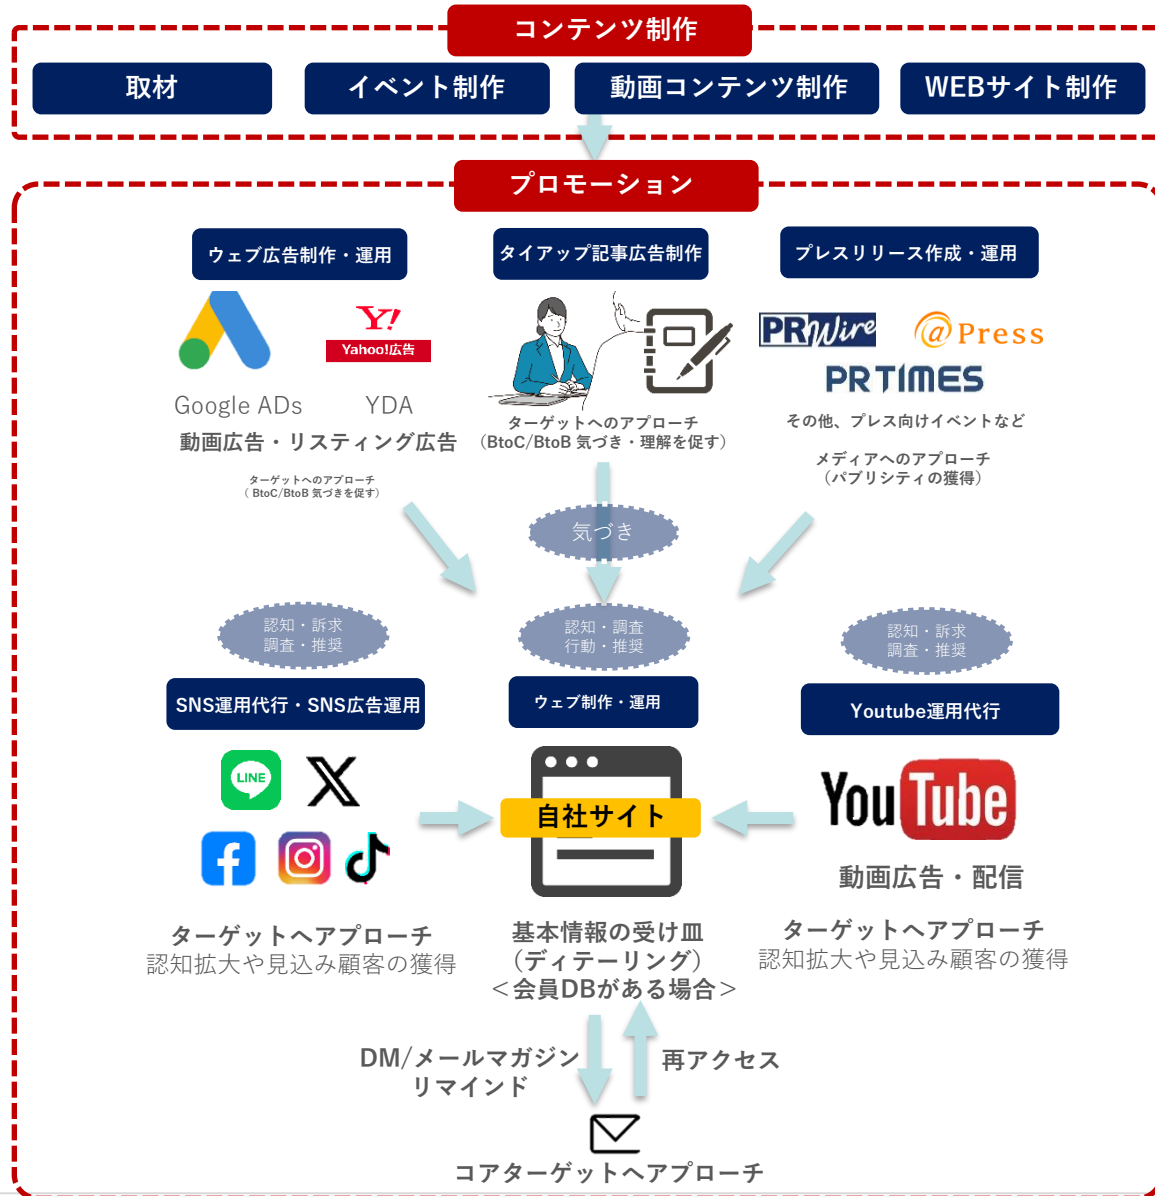 コンテンツ制作
取材
イベント制作
動画コンテンツ制作
WEBサイト制作
プロモーション
ウェブ広告制作・運用
タイアップ記事広告制作
プレスリリース作成・運用
Y!
Yahoo!広告
Google ADs
YDA
動画広告・リスティング広告
ターゲットへのアプローチ
（ BtoC/BtoB 気づきを促す）
ターゲットへのアプローチ
（BtoC/BtoB 気づき・理解を促す）
PRWire
@Press
PR TIMES
その他、プレス向けイベントなど
メディアへのアプローチ
（パブリシティの獲得）
気づき
認知・訴求
調査・推奨
認知・調査
行動・推奨
認知・訴求
調査・推奨
SNS運用代行・SNS広告運用
ウェブ制作・運用
Youtube運用代行
LINE
自社サイト
YouTube
動画広告・配信
ターゲットへアプローチ
認知拡大や見込み顧客の獲得
基本情報の受け皿
（ディテーリング）
＜会員DBがある場合＞
ターゲットへアプローチ
認知拡大や見込み顧客の獲得
DM/メールマガジン
リマインド
再アクセス
コアターゲットへアプローチ